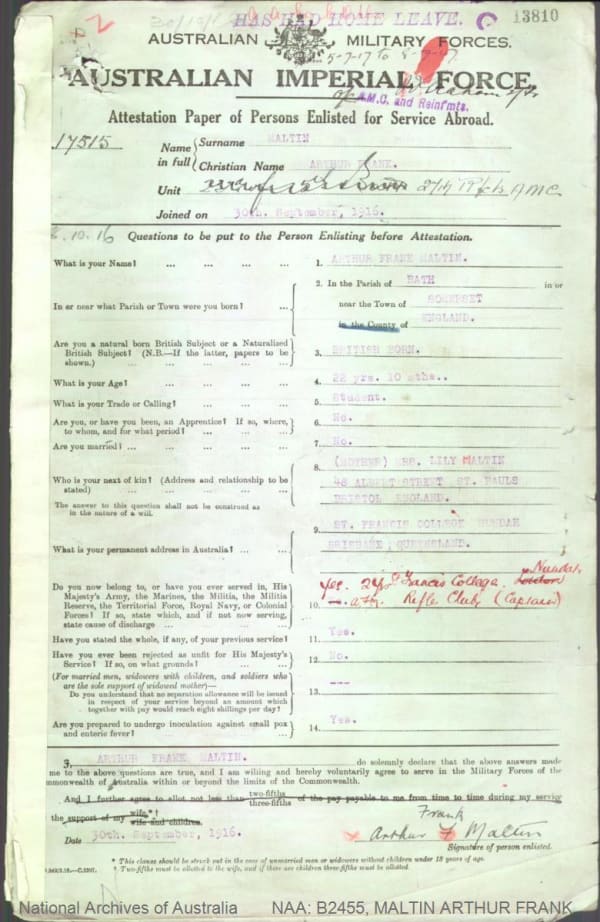 HAS HAD HOME LEAVE.
13810
AUSTRALIAN MILITARY FORCES.
5-7-17 to
AUSTRALIAN IMPERIAL FORCE.
A.M.C. and Reinfmts.
Attestation Paper of Persons Enlisted for Service Abroad.
17515
Name in full
Surname MALTIN
Christian Name ARTHUR FRANK.
Unit A M C
Joined on 30th. September, 1916.
.10.16 Questions to be put to the Person Enlisting before Attestation.
What is your Name? ... ... ... ... 1. ARTHUR FRANK MALTIN.
In or near what Parish or Town were you born? ... 2. In the Parish of BATH in or
near the Town of SOMERSET
in the County of ENGLAND.
Are you a natural born British Subject or a Naturalised
British Subject? (N.B.—If the latter, papers to be
shown.) ... ... ... ... 3. BRITISH BORN.
What is your Age? ... ... ... ... 4. 22 yrs. 10 mths..
What is your Trade or Calling? ... ... ... 5. Student.
Are you, or have you been, an Apprentice? If so, where,
to whom, and for what period? ... ... ... 6. No.
Are you married? ... ... ... ... 7. No.
Who is your next of kin? (Address and relationship to be
stated) ... ... ... ...
8. (MOTHER) MRS. LILY MALTIN
48 ALBERT STREET ST. PAULS
BRISTOL ENGLAND.
The answer to this question shall not be construed as
in the nature of a will.
What is your permanent address in Australia? ... ...
9. ST. FRANCIS COLLEGE NUNDAH
BRISBANE, QUEENSLAND.
Do you now belong to, or have you ever served in, His
Majesty's Army, the Marines, the Militia, the Militia
Reserve, the Territorial Force, Royal Navy, or Colonial
Forces? If so, state which, and if not now serving,
state cause of discharge ... ... ...
10. Yes. St Francis College Nundah
Rifle Club (Captain)
Have you stated the whole, if any, of your previous service? 11. Yes.
Have you ever been rejected as unfit for His Majesty's
Service? If so, on what grounds? ... ... 12. No.
(For married men, widowers with children, and soldiers who
are the sole support of widowed mother)—
Do you understand that no separation allowance will be issued
in respect of your service beyond an amount which
together with pay would reach eight shillings per day? 13. ---
Are you prepared to undergo inoculation against small pox
and enteric fever? ... ... ... 14. Yes.
I, ARTHUR FRANK MALTIN. do solemnly declare that the above answers made
me to the above questions are true, and I am willing and hereby voluntarily agree to serve in the Military Forces of the
mmonwealth of Australia within or beyond the limits of the Commonwealth.
And I further agree to allot not less than two-fifths three-fifths of the pay payable to me from time to time during my service
the support of my wife*† wife and children.
Date 30th. September, 1916.
Frank
Arthur F Maltin
Signature of person enlisted.
* This clause should be struck out in the case of unmarried men or widowers without children under 18 years of age.
† Two-fifths must be allotted to the wife, and if there are children three-fifths must be allotted.
National Archives of Australia NAA: B2455, MALTIN ARTHUR FRANK